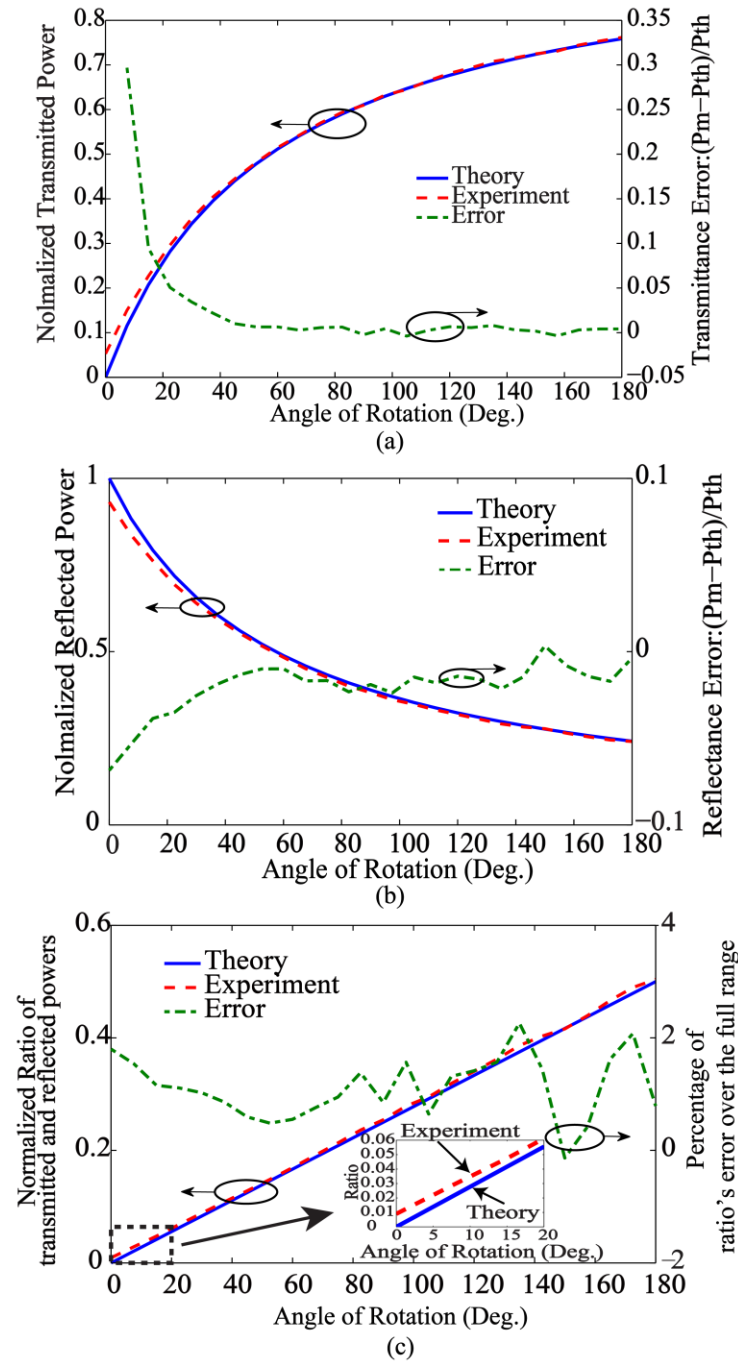 0.8
0.7
0.6
0.5
0.4
0.3
0.2
0.1
0
Nolmalized Transmitted Power
0.35
0.3
0.25
0.2
0.15
0.1
0.05
0
−0.05
Transmittance Error:(Pm−Pth)/Pth
Theory
Experiment
Error
0 20 40 60 80 100 120 140 160 180
Angle of Rotation (Deg.)
(a)
1
0.5
0
Nolmalized Reflected Power
0.1
0
−0.1
Reflectance Error:(Pm−Pth)/Pth
Theory
Experiment
Error
0 20 40 60 80 100 120 140 160 180
Angle of Rotation (Deg.)
(b)
0.6
0.4
0.2
0
Normalized Ratio of
transmitted and reflected powers
4
2
0
−2
Percentage of
ratio's error over the full range
Theory
Experiment
Error
0.06
0.05
0.04
0.03
0.02
0.01
0
Ratio
Experiment
Theory
0 5 10 15 20
Angle of Rotation (Deg.)
0 20 40 60 80 100 120 140 160 180
Angle of Rotation (Deg.)
(c)